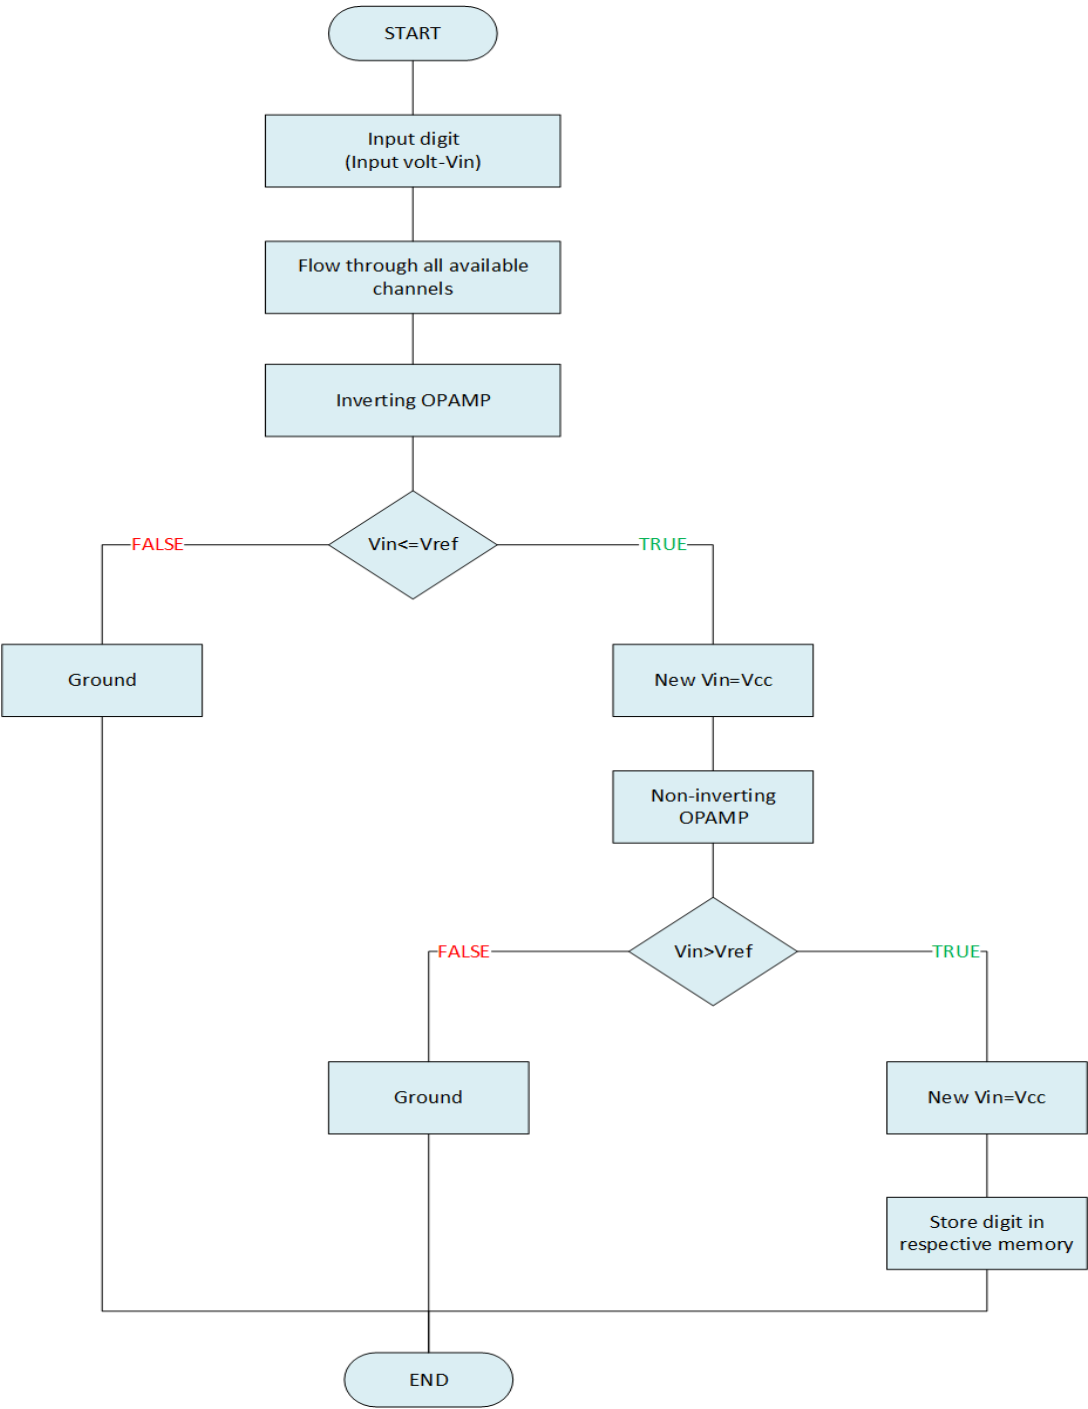 START
Input digit
(Input volt-Vin)
Flow through all available
channels
Inverting OPAMP
Vin<=Vref
FALSE
TRUE
Ground
New Vin=Vcc
Non-inverting
OPAMP
Vin>Vref
FALSE
TRUE
Ground
New Vin=Vcc
Store digit in
respective memory
END